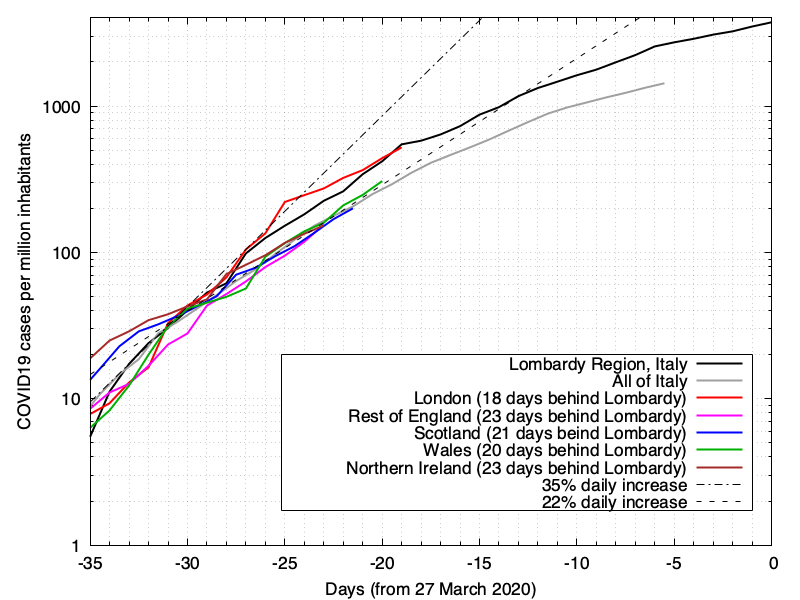 1000
100
10
1
COVID19 cases per million inhabitants
Lombardy Region, Italy
All of Italy
London (18 days behind Lombardy)
Rest of England (23 days behind Lombardy)
Scotland (21 days beind Lombardy)
Wales (20 days behind Lombardy)
Northern Ireland (23 days behind Lombardy)
35% daily increase
22% daily increase
-35 -30 -25 -20 -15 -10 -5 0
Days (from 27 March 2020)